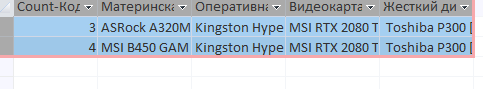 Count-Код Материнска Оперативна Видеокарта Жесткий ди
3 ASRock A320M Kingston Hype MSI RTX 2080 T Toshiba P300 [
4 MSI B450 GAM Kingston Hype MSI RTX 2080 T Toshiba P300 [